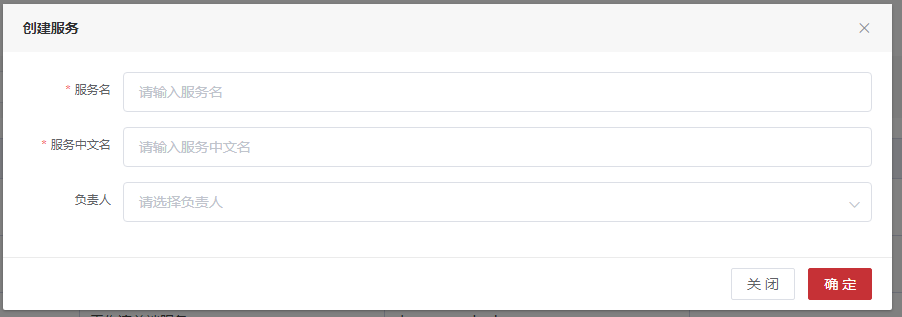 创建服务
* 服务名 请输入服务名
* 服务中文名 请输入服务中文名
负责人 请选择负责人
关 闭 确 定